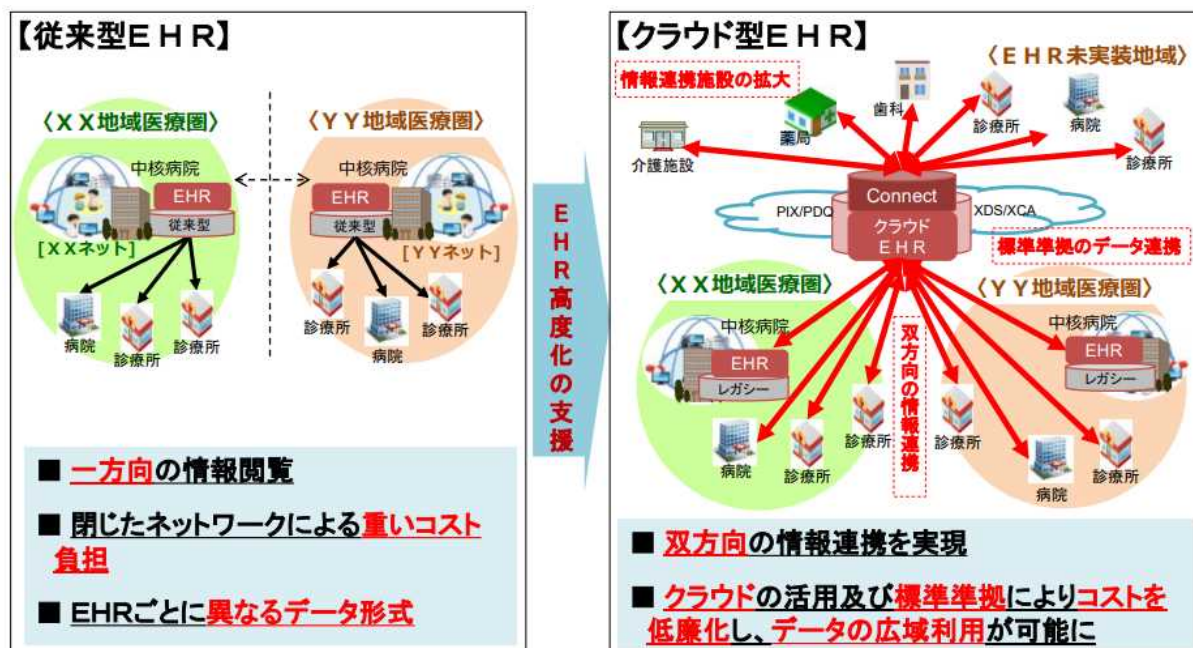 【従来型EHR】
〈XX地域医療圏〉
〈YY地域医療圏〉
中核病院
中核病院
EHR
従来型
EHR
従来型
[XXネット]
[YYネット]
病院
診療所
診療所
診療所
病院
診療所
■ 一方向の情報閲覧
■ 閉じたネットワークによる重いコスト
負担
■ EHRごとに異なるデータ形式
EHR高度化の支援
【クラウド型EHR】
〈EHR未実装地域〉
情報連携施設の拡大
介護施設
薬局
歯科
診療所
病院
診療所
Connect
クラウド
EHR
PIX/PDQ
XDS/XCA
標準準拠のデータ連携
〈XX地域医療圏〉
〈YY地域医療圏〉
中核病院
中核病院
EHR
レガシー
EHR
レガシー
双方向の情報連携
病院
診療所
診療所
診療所
病院
診療所
■ 双方向の情報連携を実現
■ クラウドの活用及び標準準拠によりコストを
低廉化し、データの広域利用が可能に